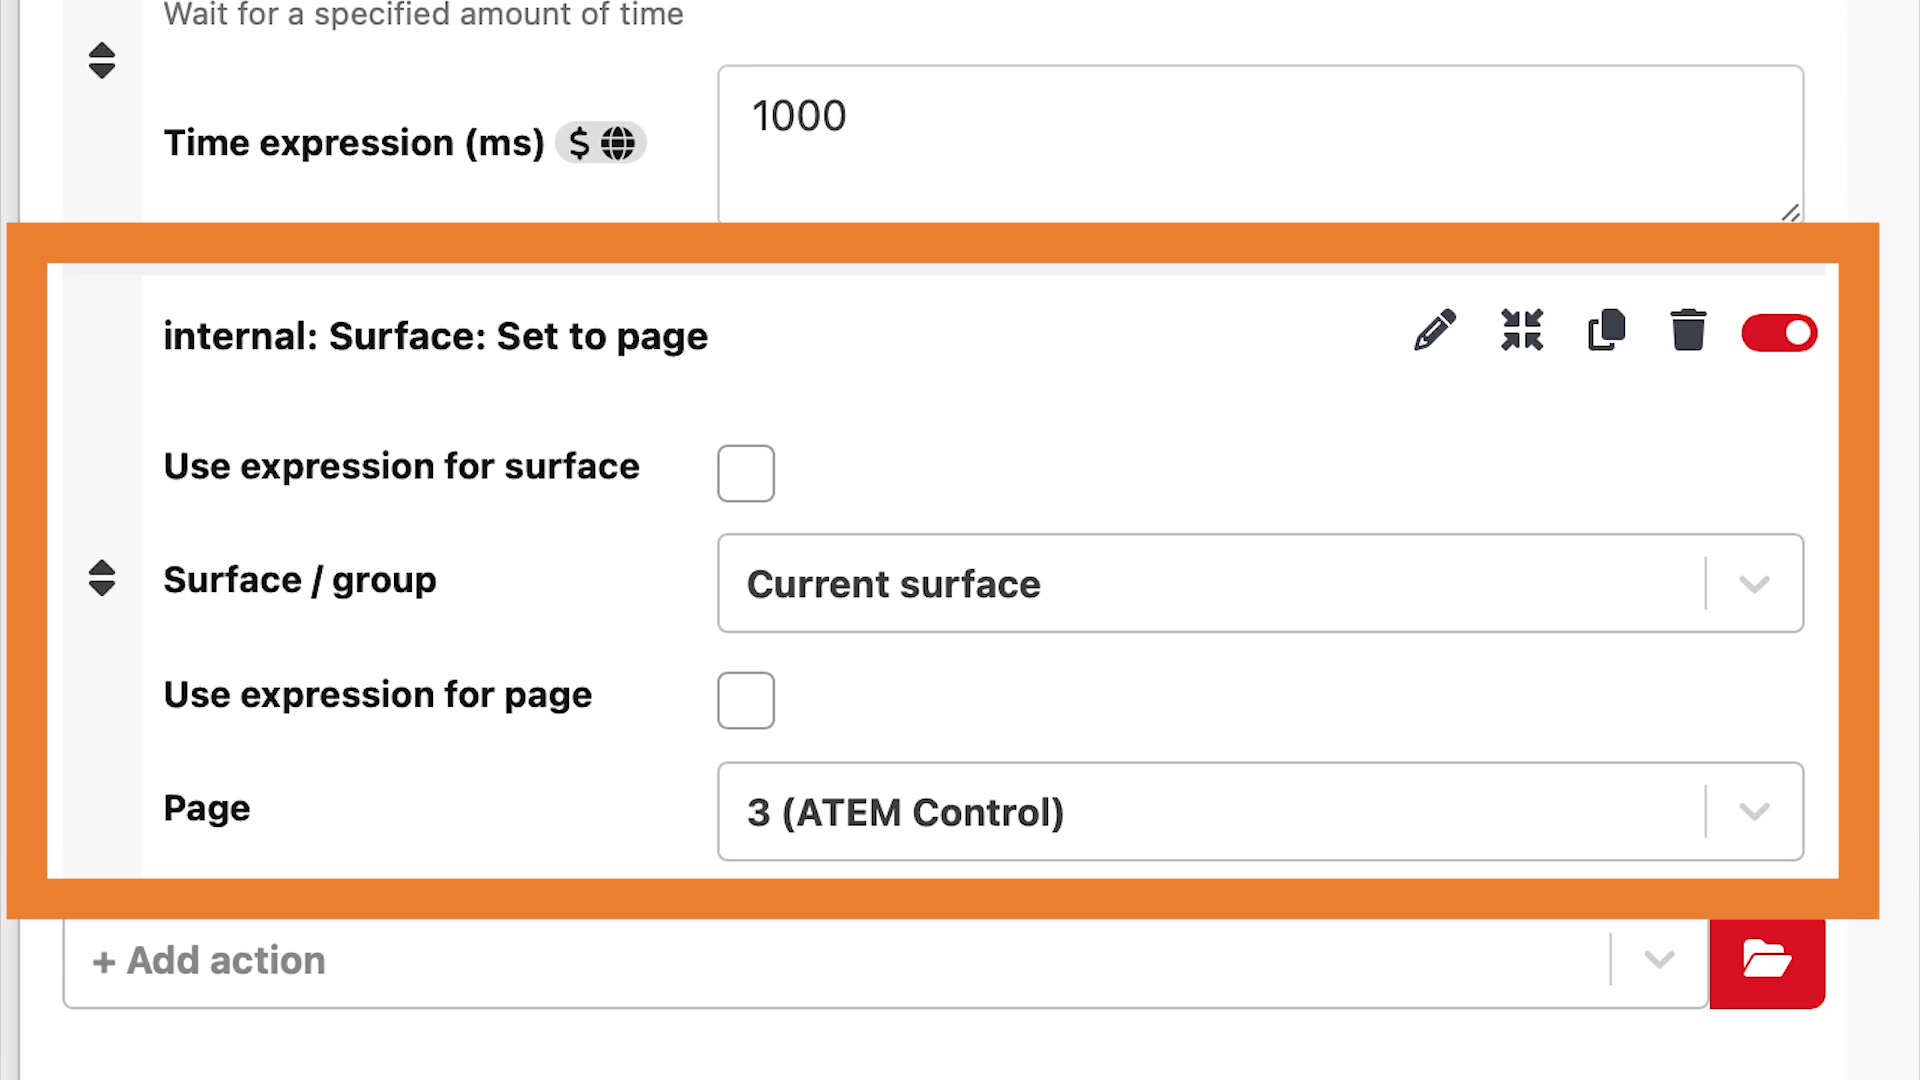 Wait for a specified amount of time
Time expression (ms) $
1000
internal: Surface: Set to page
Use expression for surface
Surface / group
Current surface
Use expression for page
Page
3 (ATEM Control)
+ Add action